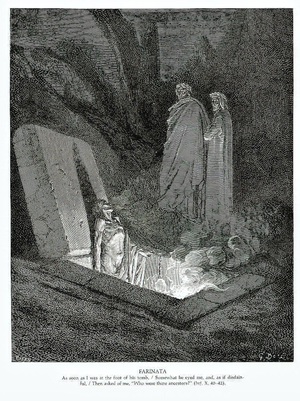 G. Doré
FARINATA
As soon as I was at the foot of his tomb, / Somewhat he eyed me, and, as if disdain-
ful, / Then asked of me, "Who were thine ancestors?" (Inf. X, 40-42).